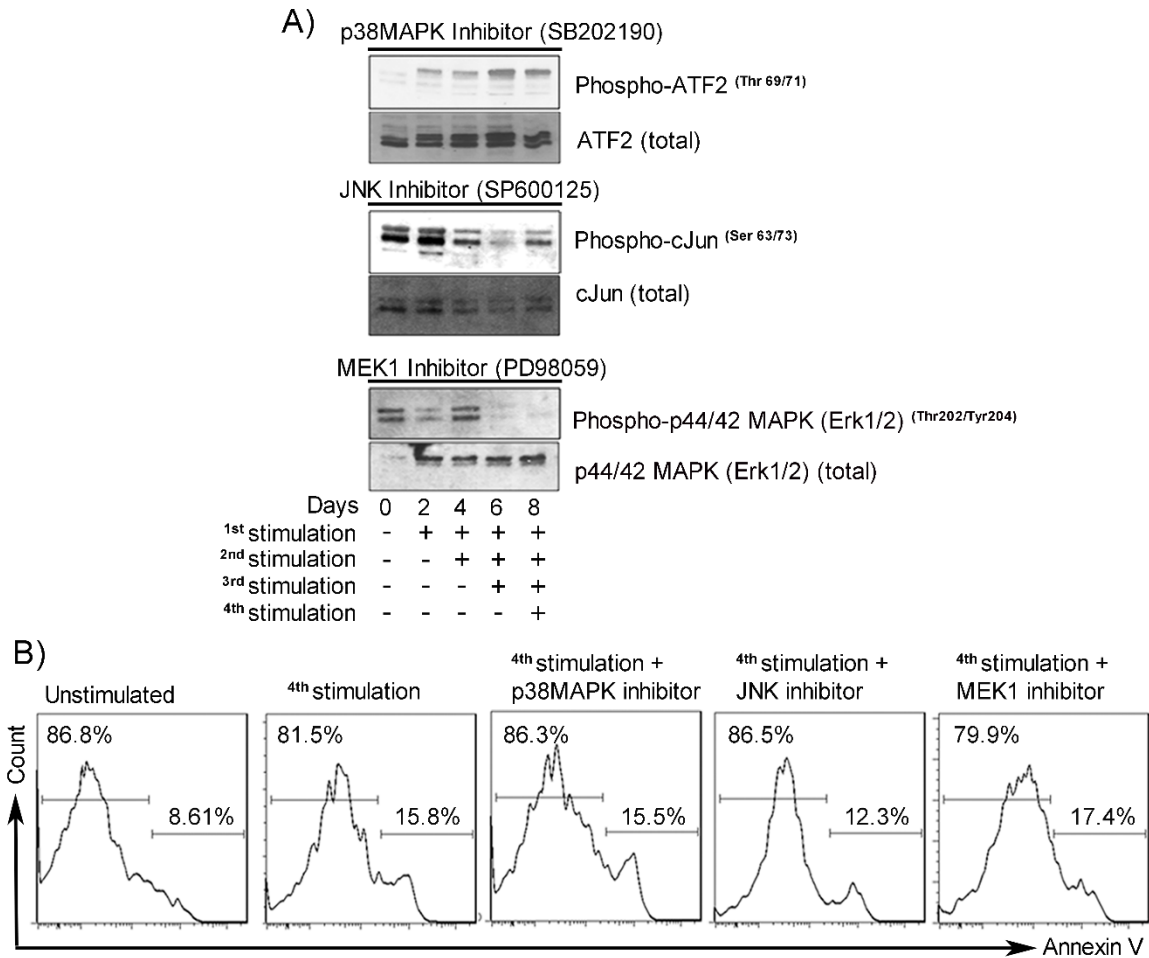 A)
p38MAPK Inhibitor (SB202190)
Phospho-ATF2 (Thr 69/71)
ATF2 (total)
JNK Inhibitor (SP600125)
Phospho-cJun (Ser 63/73)
cJun (total)
MEK1 Inhibitor (PD98059)
Phospho-p44/42 MAPK (Erk1/2) (Thr202/Tyr204)
p44/42 MAPK (Erk1/2) (total)
Days 0 2 4 6 8
1st stimulation - + + + +
2nd stimulation - - + + +
3rd stimulation - - - + +
4th stimulation - - - - +
B)
Unstimulated
86.8%
8.61%
4th stimulation
81.5%
15.8%
4th stimulation +
p38MAPK inhibitor
86.3%
15.5%
4th stimulation +
JNK inhibitor
86.5%
12.3%
4th stimulation +
MEK1 inhibitor
79.9%
17.4%
Count
Annexin V